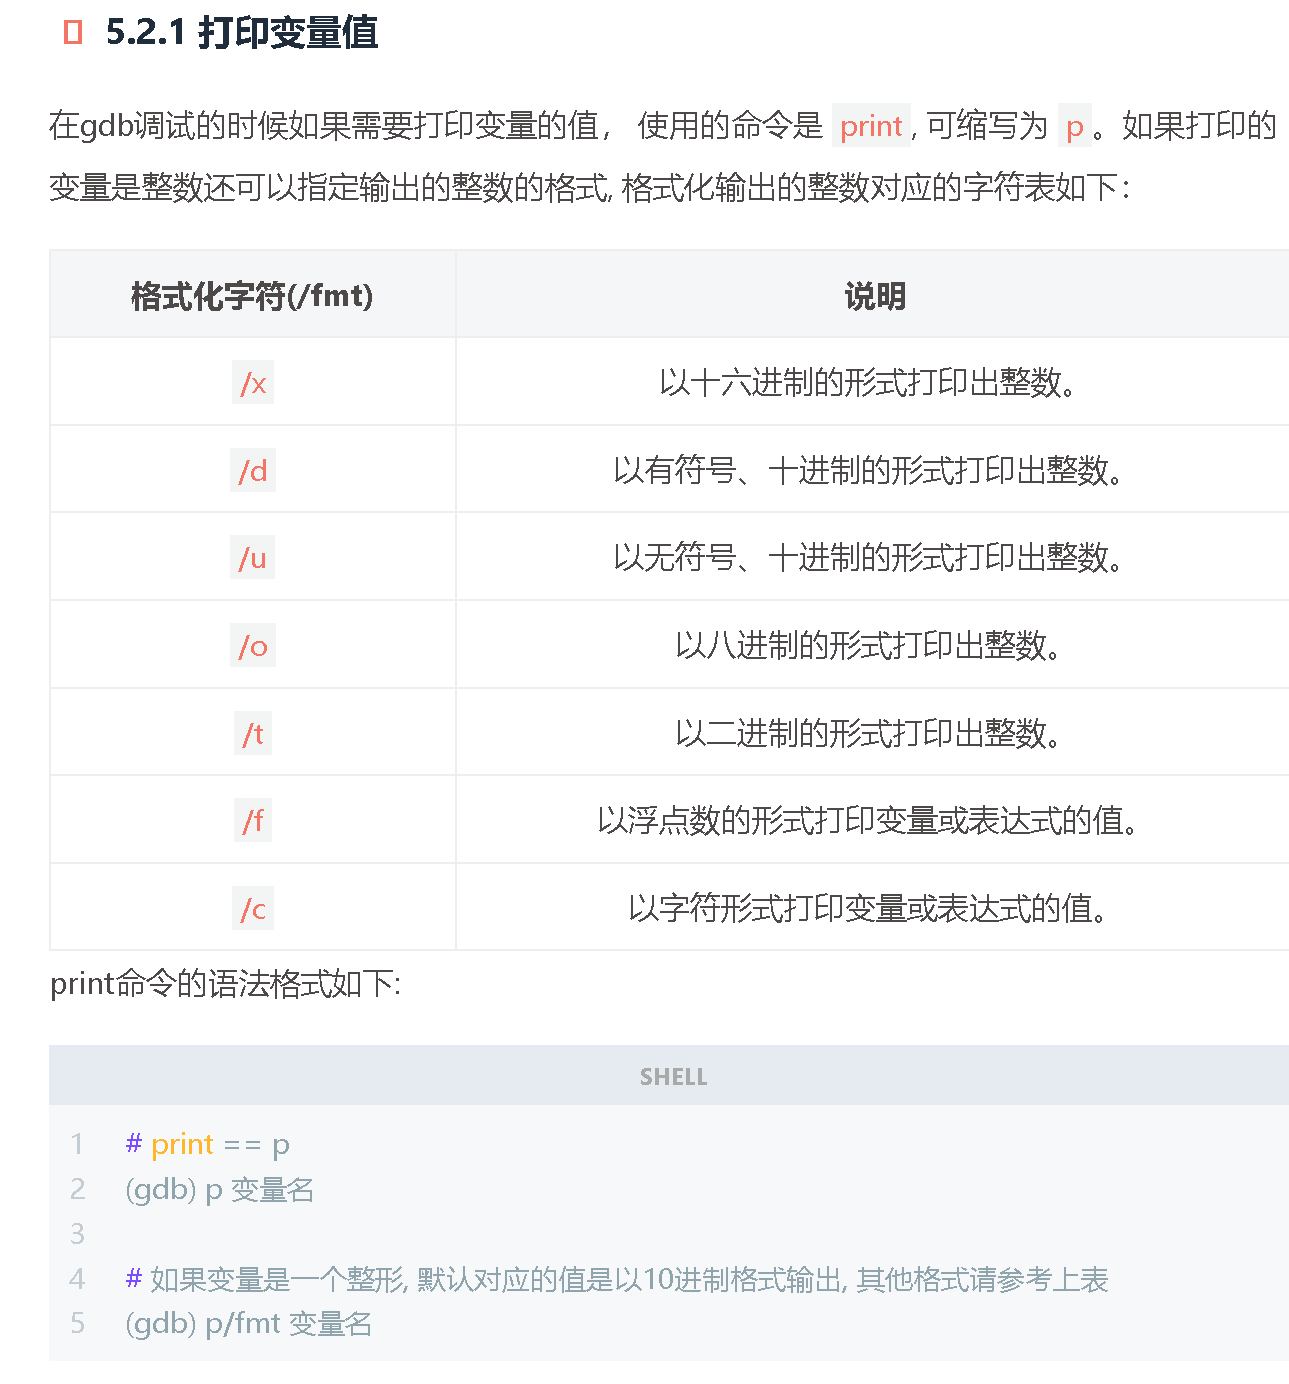 5.2.1 打印变量值
在gdb调试的时候如果需要打印变量的值， 使用的命令是 print, 可缩写为 p。如果打印的
变量是整数还可以指定输出的整数的格式, 格式化输出的整数对应的字符表如下：
格式化字符(/fmt) 说明
/x 以十六进制的形式打印出整数。
/d 以有符号、十进制的形式打印出整数。
/u 以无符号、十进制的形式打印出整数。
/o 以八进制的形式打印出整数。
/t 以二进制的形式打印出整数。
/f 以浮点数的形式打印变量或表达式的值。
/c 以字符形式打印变量或表达式的值。
print命令的语法格式如下:
SHELL
1 # print == p
2 (gdb) p 变量名
3
4 # 如果变量是一个整形, 默认对应的值是以10进制格式输出, 其他格式请参考上表
5 (gdb) p/fmt 变量名